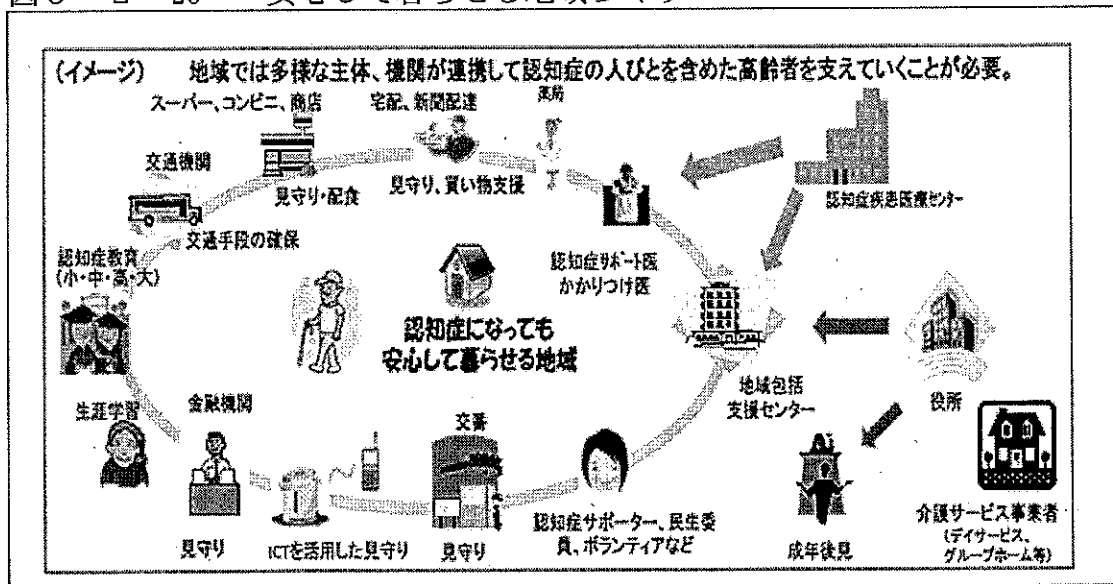 (イメージ) 地域では多様な主体、機関が連携して認知症の人びとを含めた高齢者を支えていくことが必要。
スーパー、コンビニ、商店
宅配、新聞配達
薬局
交通機関
見守り・配食
見守り、買い物支援
認知症疾患医療センター
交通手段の確保
認知症教育
(小・中・高・大)
認知症サポート医
かかりつけ医
認知症になっても
安心して暮らせる地域
地域包括
支援センター
役所
生涯学習
金融機関
交番
見守り
ICTを活用した見守り
見守り
認知症サポーター、民生委
員、ボランティアなど
成年後見
介護サービス事業者
(デイサービス、
グループホーム等)